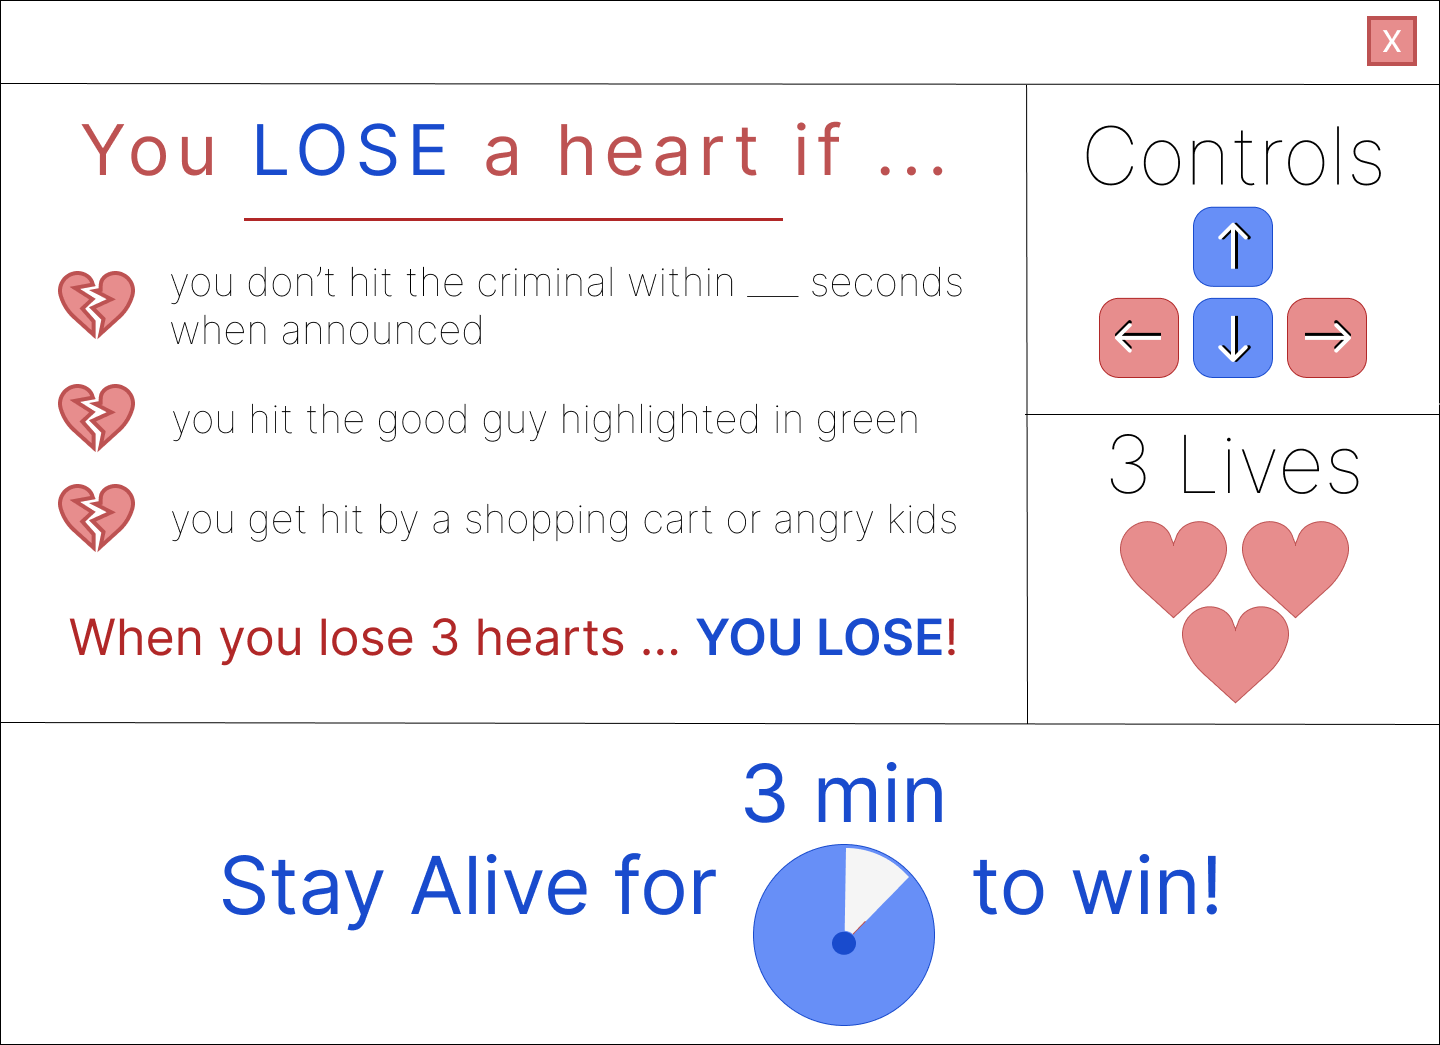 X
You LOSE a heart if ...
you don’t hit the criminal within ___ seconds
when announced
you hit the good guy highlighted in green
you get hit by a shopping cart or angry kids
When you lose 3 hearts ... YOU LOSE!
Controls
↑
← ↓ →
3 Lives
3 min
Stay Alive for to win!